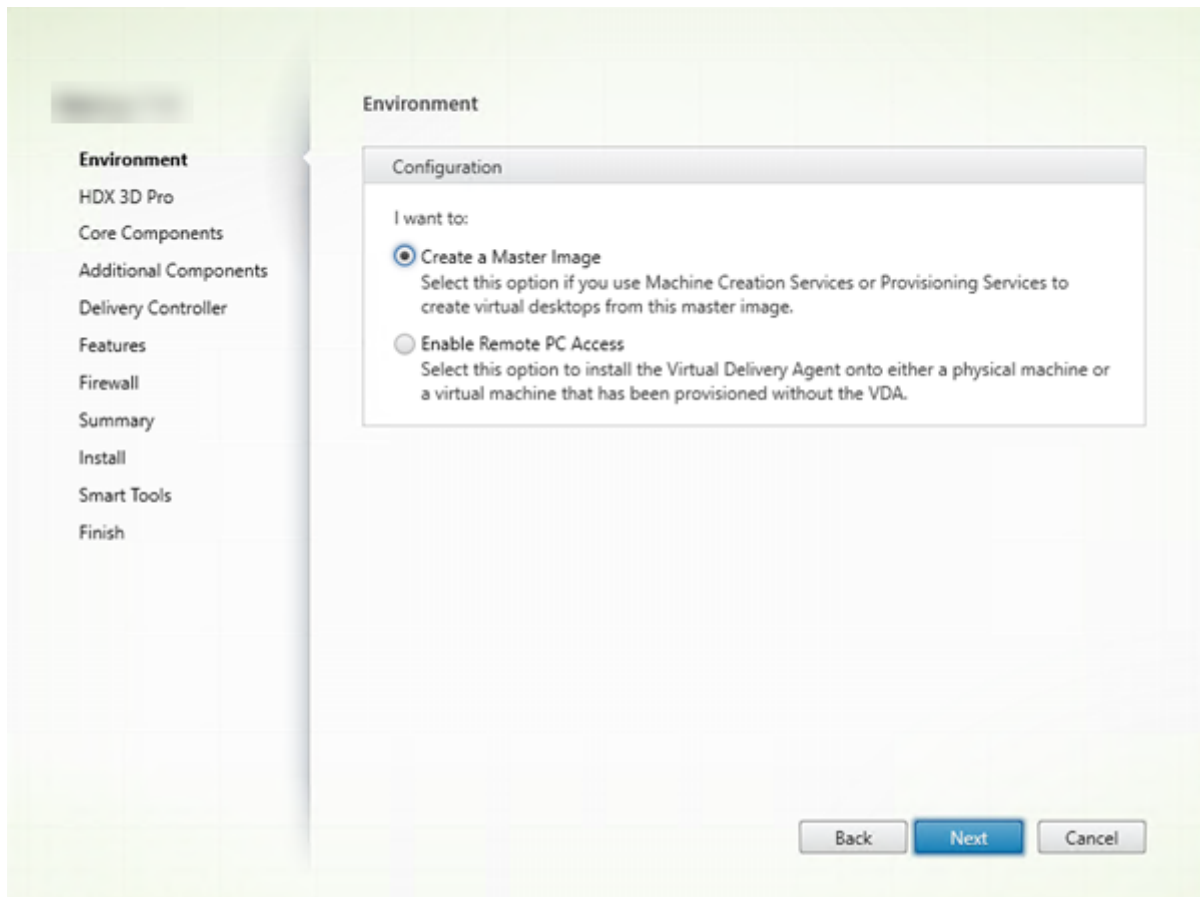 Environment
HDX 3D Pro
Core Components
Additional Components
Delivery Controller
Features
Firewall
Summary
Install
Smart Tools
Finish
Environment
Configuration
I want to:
Create a Master Image
Select this option if you use Machine Creation Services or Provisioning Services to
create virtual desktops from this master image.
Enable Remote PC Access
Select this option to install the Virtual Delivery Agent onto either a physical machine or
a virtual machine that has been provisioned without the VDA.
Back
Next
Cancel